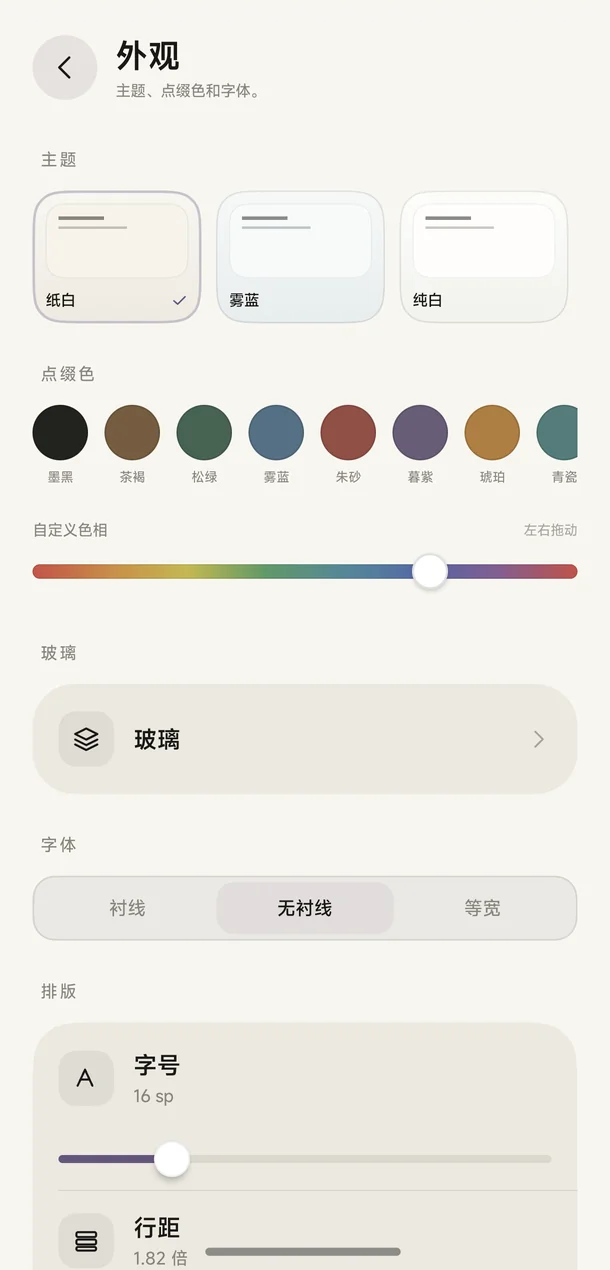 外观
主题、点缀色和字体。
主题
纸白
雾蓝
纯白
点缀色
墨黑
茶褐
松绿
雾蓝
朱砂
暮紫
琥珀
青瓷
自定义色相
左右拖动
玻璃
玻璃
字体
衬线
无衬线
等宽
排版
A
字号
16 sp
行距
1.82 倍